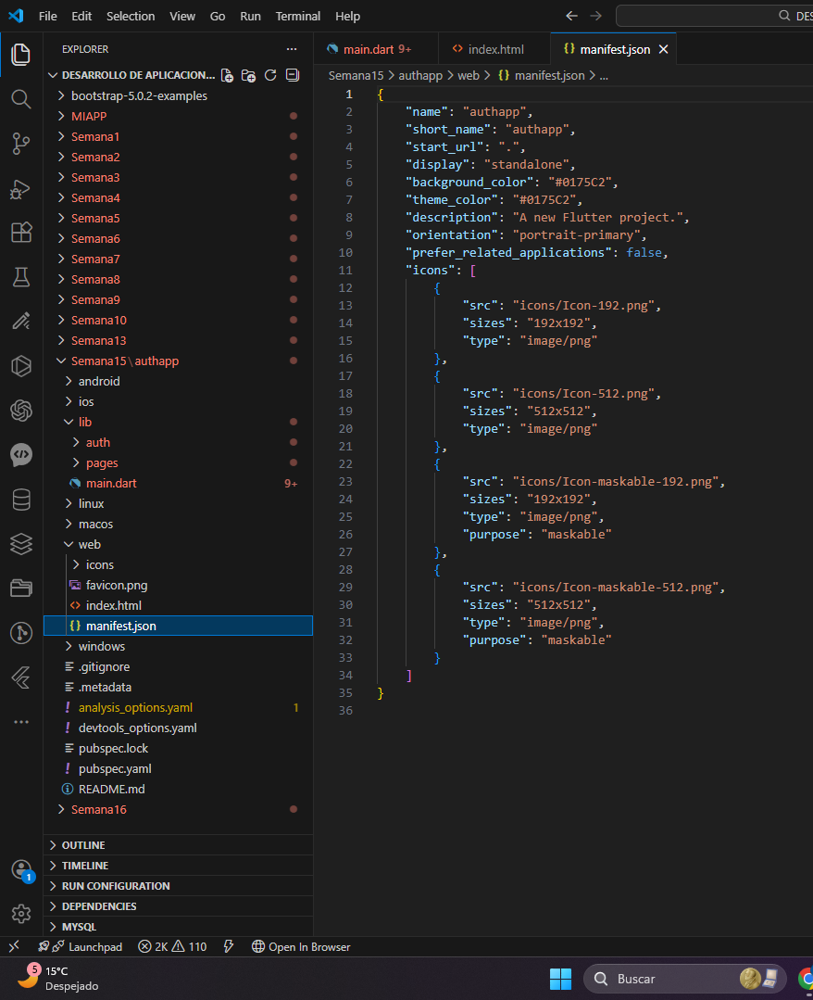 File Edit Selection View Go Run Terminal Help
DES
EXPLORER
DESARROLLO DE APLICACION...
bootstrap-5.0.2-examples
MIAPP
Semana1
Semana2
Semana3
Semana4
Semana5
Semana6
Semana7
Semana8
Semana9
Semana10
Semana13
Semana15\authapp
android
ios
lib
auth
pages
main.dart 9+
linux
macos
web
icons
favicon.png
index.html
manifest.json
windows
.gitignore
.metadata
analysis_options.yaml 1
devtools_options.yaml
pubspec.lock
pubspec.yaml
README.md
Semana16
OUTLINE
TIMELINE
RUN CONFIGURATION
DEPENDENCIES
MYSQL
1
main.dart 9+ index.html manifest.json
Semana15 > authapp > web > {} manifest.json > ...
1 {
2 "name": "authapp",
3 "short_name": "authapp",
4 "start_url": ".",
5 "display": "standalone",
6 "background_color": "#0175C2",
7 "theme_color": "#0175C2",
8 "description": "A new Flutter project.",
9 "orientation": "portrait-primary",
10 "prefer_related_applications": false,
11 "icons": [
12 {
13 "src": "icons/Icon-192.png",
14 "sizes": "192x192",
15 "type": "image/png"
16 },
17 {
18 "src": "icons/Icon-512.png",
19 "sizes": "512x512",
20 "type": "image/png"
21 },
22 {
23 "src": "icons/Icon-maskable-192.png",
24 "sizes": "192x192",
25 "type": "image/png",
26 "purpose": "maskable"
27 },
28 {
29 "src": "icons/Icon-maskable-512.png",
30 "sizes": "512x512",
31 "type": "image/png",
32 "purpose": "maskable"
33 }
34 ]
35 }
36
Launchpad 2K 110 Open In Browser
5 15°C
Despejado
Buscar